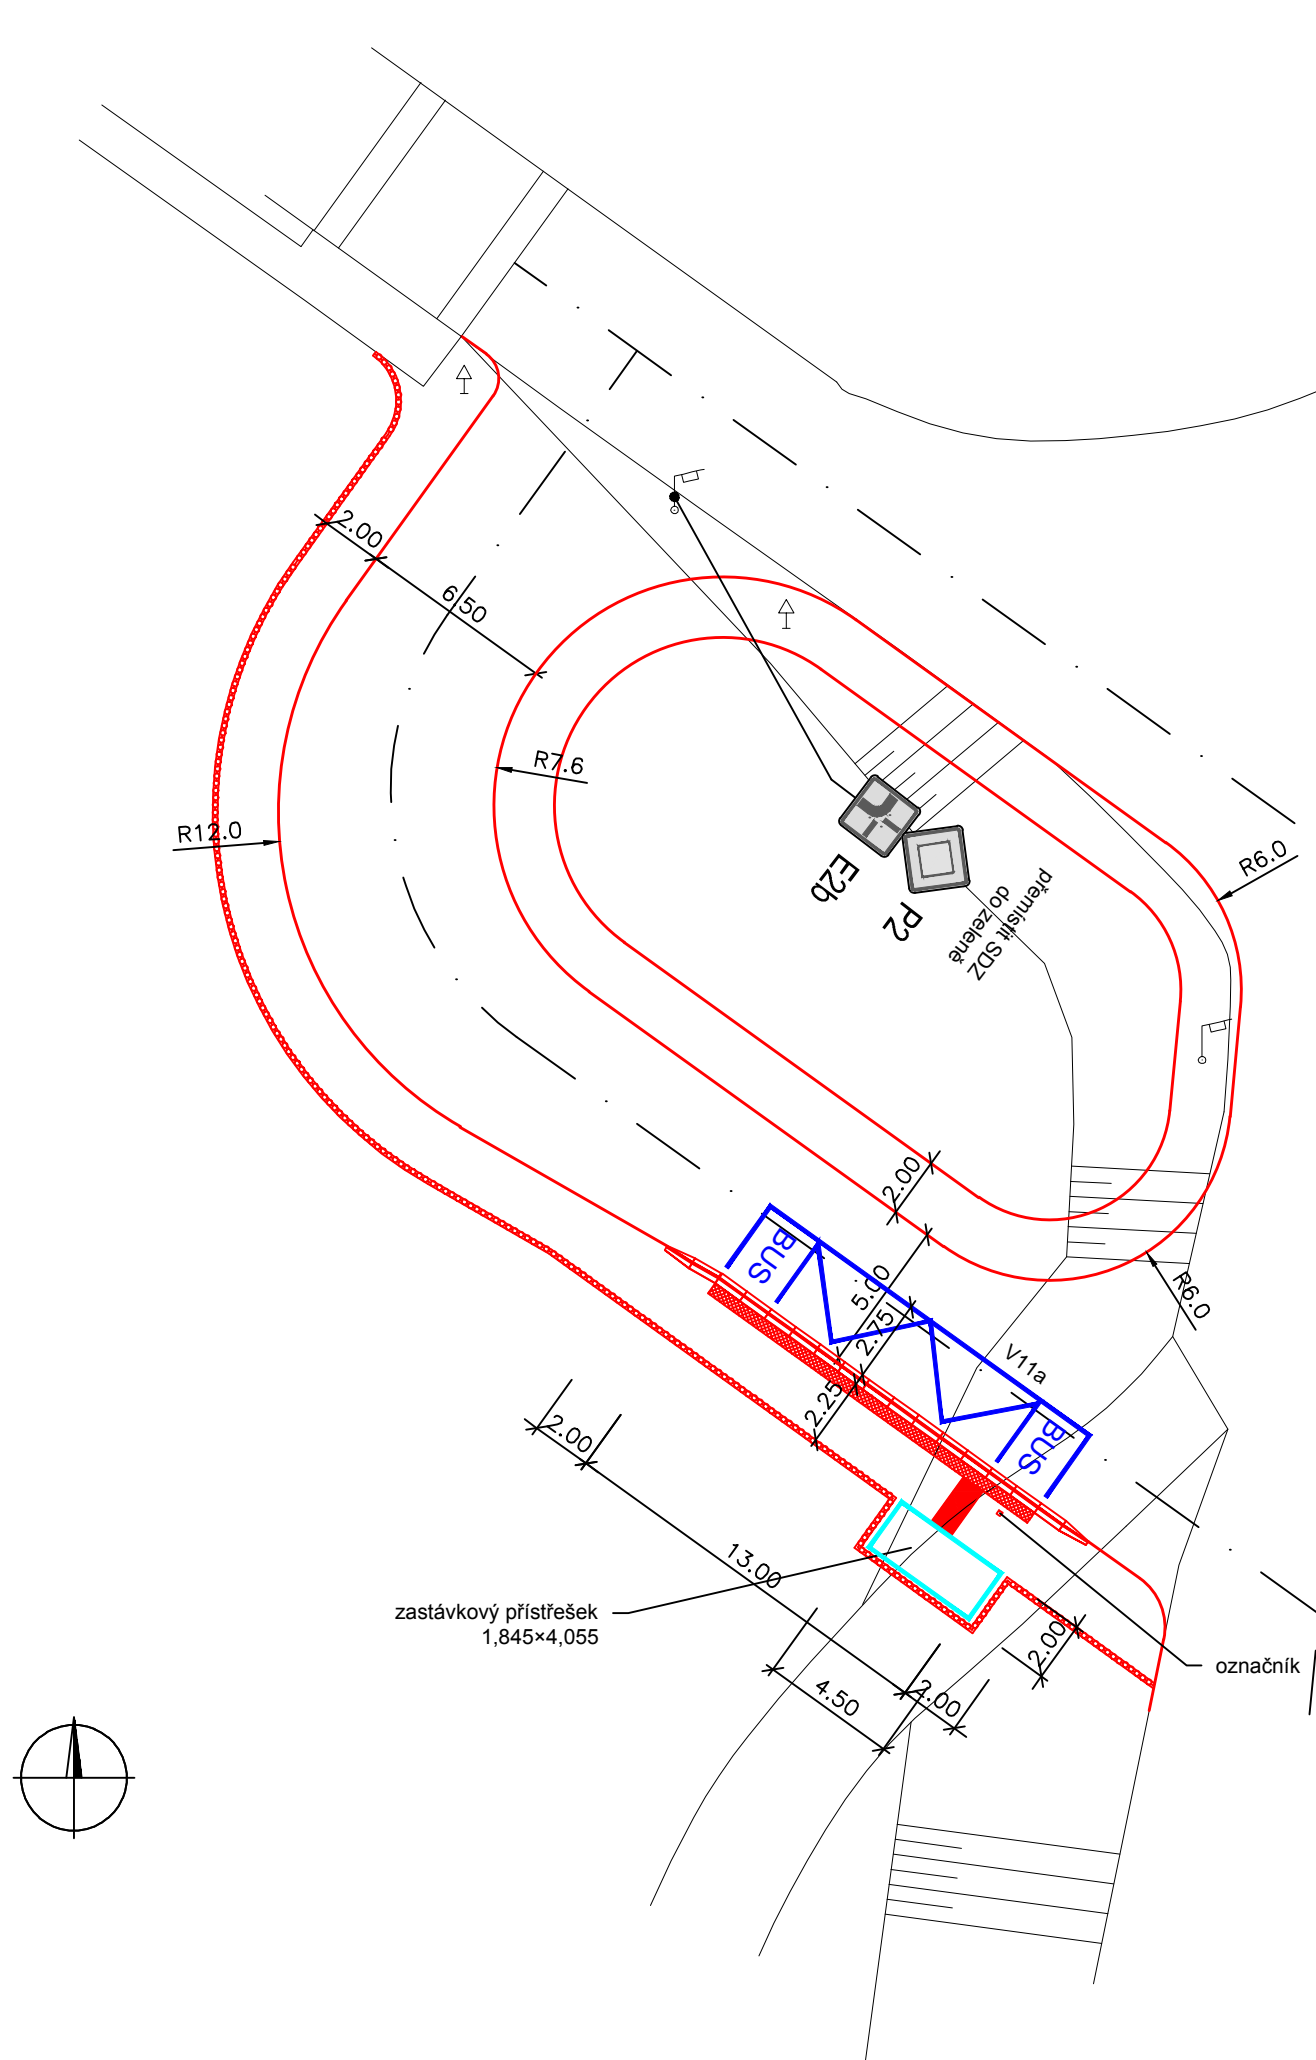 2.00
6.50
R7.6
R12.0
R6.0
E2b
P2
přemístit SDZ
do zeleně
2.00
BUS
5.00
2.75
2.25
R6.0
V11a
BUS
2.00
13.00
zastávkový přístřešek
1,845×4,055
2.00
označník
4.50
2.00